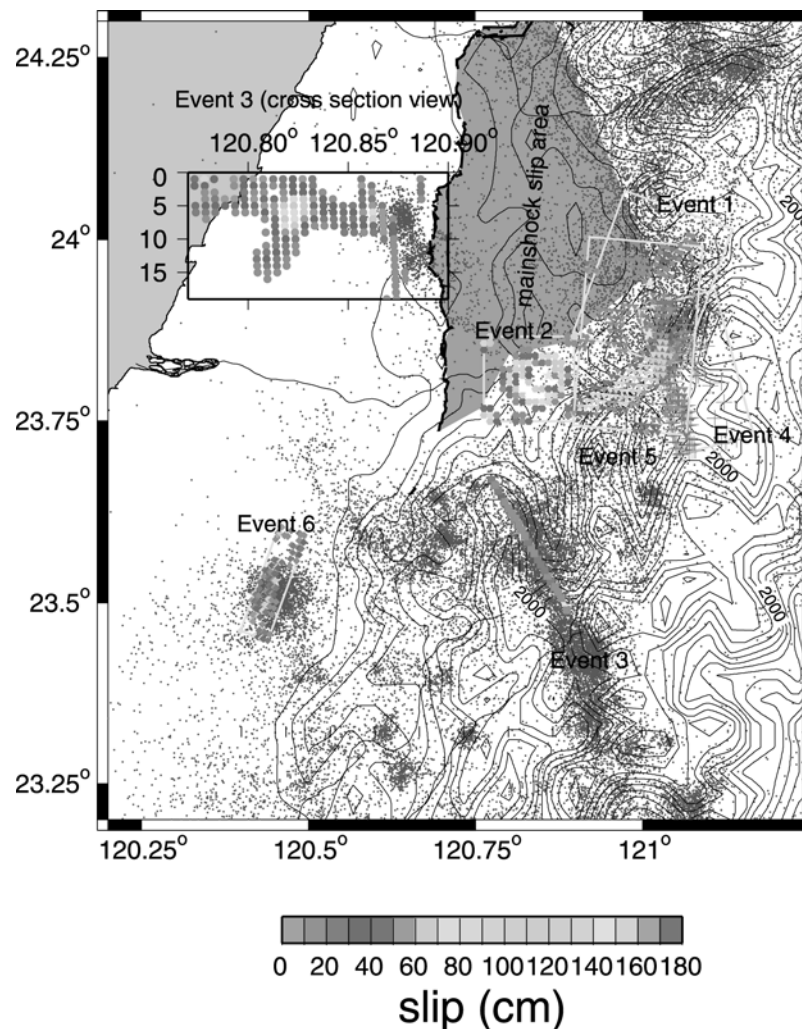 24.25°
Event 3 (cross section view)
120.80° 120.85° 120.90°
0
5
10
15
mainshock slip area
Event 1
2000
24°
Event 2
23.75°
Event 4
Event 5
2000
Event 6
23.5°
2000
2000
Event 3
23.25°
120.25° 120.5° 120.75° 121°
0 20 40 60 80 100 120 140 160 180
slip (cm)